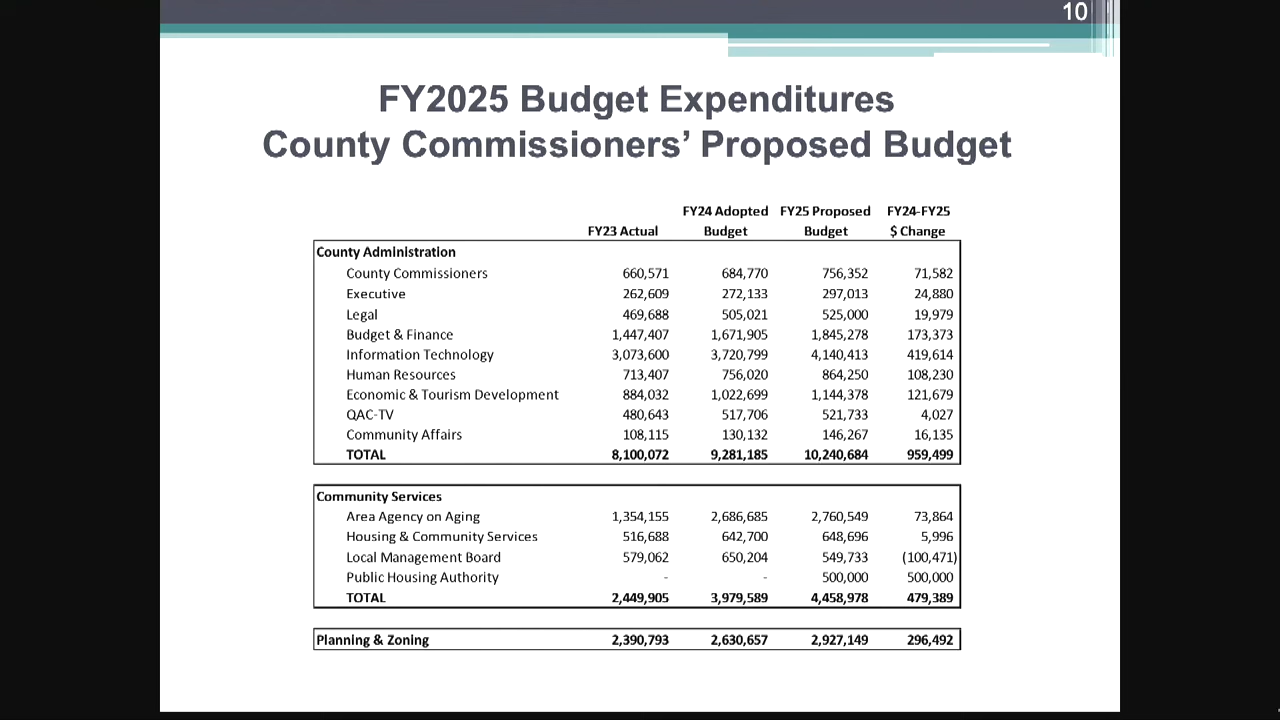 10
FY2025 Budget Expenditures
County Commissioners’ Proposed Budget
FY24 Adopted FY25 Proposed FY24-FY25
FY23 Actual Budget Budget $ Change
County Administration
County Commissioners 660,571 684,770 756,352 71,582
Executive 262,609 272,133 297,013 24,880
Legal 469,688 505,021 525,000 19,979
Budget & Finance 1,447,407 1,671,905 1,845,278 173,373
Information Technology 3,073,600 3,720,799 4,140,413 419,614
Human Resources 713,407 756,020 864,250 108,230
Economic & Tourism Development 884,032 1,022,699 1,144,378 121,679
QAC-TV 480,643 517,706 521,733 4,027
Community Affairs 108,115 130,132 146,267 16,135
TOTAL 8,100,072 9,281,185 10,240,684 959,499
Community Services
Area Agency on Aging 1,354,155 2,686,685 2,760,549 73,864
Housing & Community Services 516,688 642,700 648,696 5,996
Local Management Board 579,062 650,204 549,733 (100,471)
Public Housing Authority - - 500,000 500,000
TOTAL 2,449,905 3,979,589 4,458,978 479,389
Planning & Zoning 2,390,793 2,630,657 2,927,149 296,492